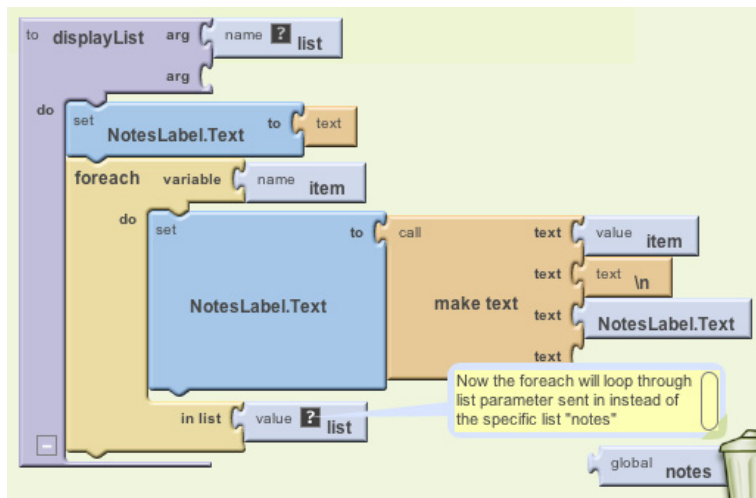 to displayList arg name ? list
arg
do
set NotesLabel.Text to text
foreach variable name item
do
set NotesLabel.Text to call make text text value item
text text \n
text NotesLabel.Text
text
in list value ? list
Now the foreach will loop through
list parameter sent in instead of
the specific list "notes"
global notes